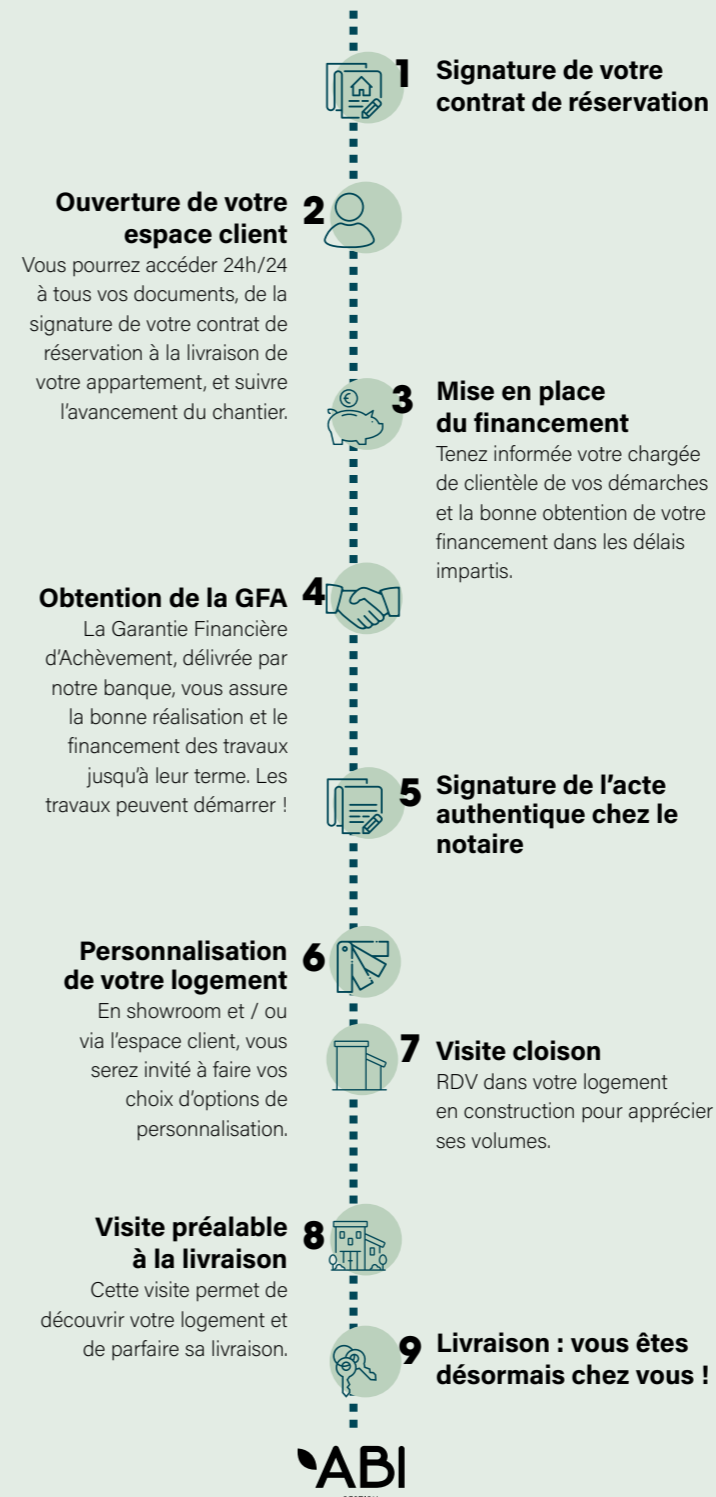 1
Signature de votre
contrat de réservation
2
Ouverture de votre
espace client
Vous pourrez accéder 24h/24
à tous vos documents, de la
signature de votre contrat de
réservation à la livraison de
votre appartement, et suivre
l'avancement du chantier.
3
Mise en place
du financement
Tenez informée votre chargée
de clientèle de vos démarches
et la bonne obtention de votre
financement dans les délais
impartis.
4
Obtention de la GFA
La Garantie Financière
d'Achèvement, délivrée par
notre banque, vous assure
la bonne réalisation et le
financement des travaux
jusqu'à leur terme. Les
travaux peuvent démarrer !
5
Signature de l'acte
authentique chez le
notaire
6
Personnalisation
de votre logement
En showroom et / ou
via l'espace client, vous
serez invité à faire vos
choix d'options de
personnalisation.
7
Visite cloison
RDV dans votre logement
en construction pour apprécier
ses volumes.
8
Visite préalable
à la livraison
Cette visite permet de
découvrir votre logement et
de parfaire sa livraison.
9
Livraison : vous êtes
désormais chez vous !
ABI